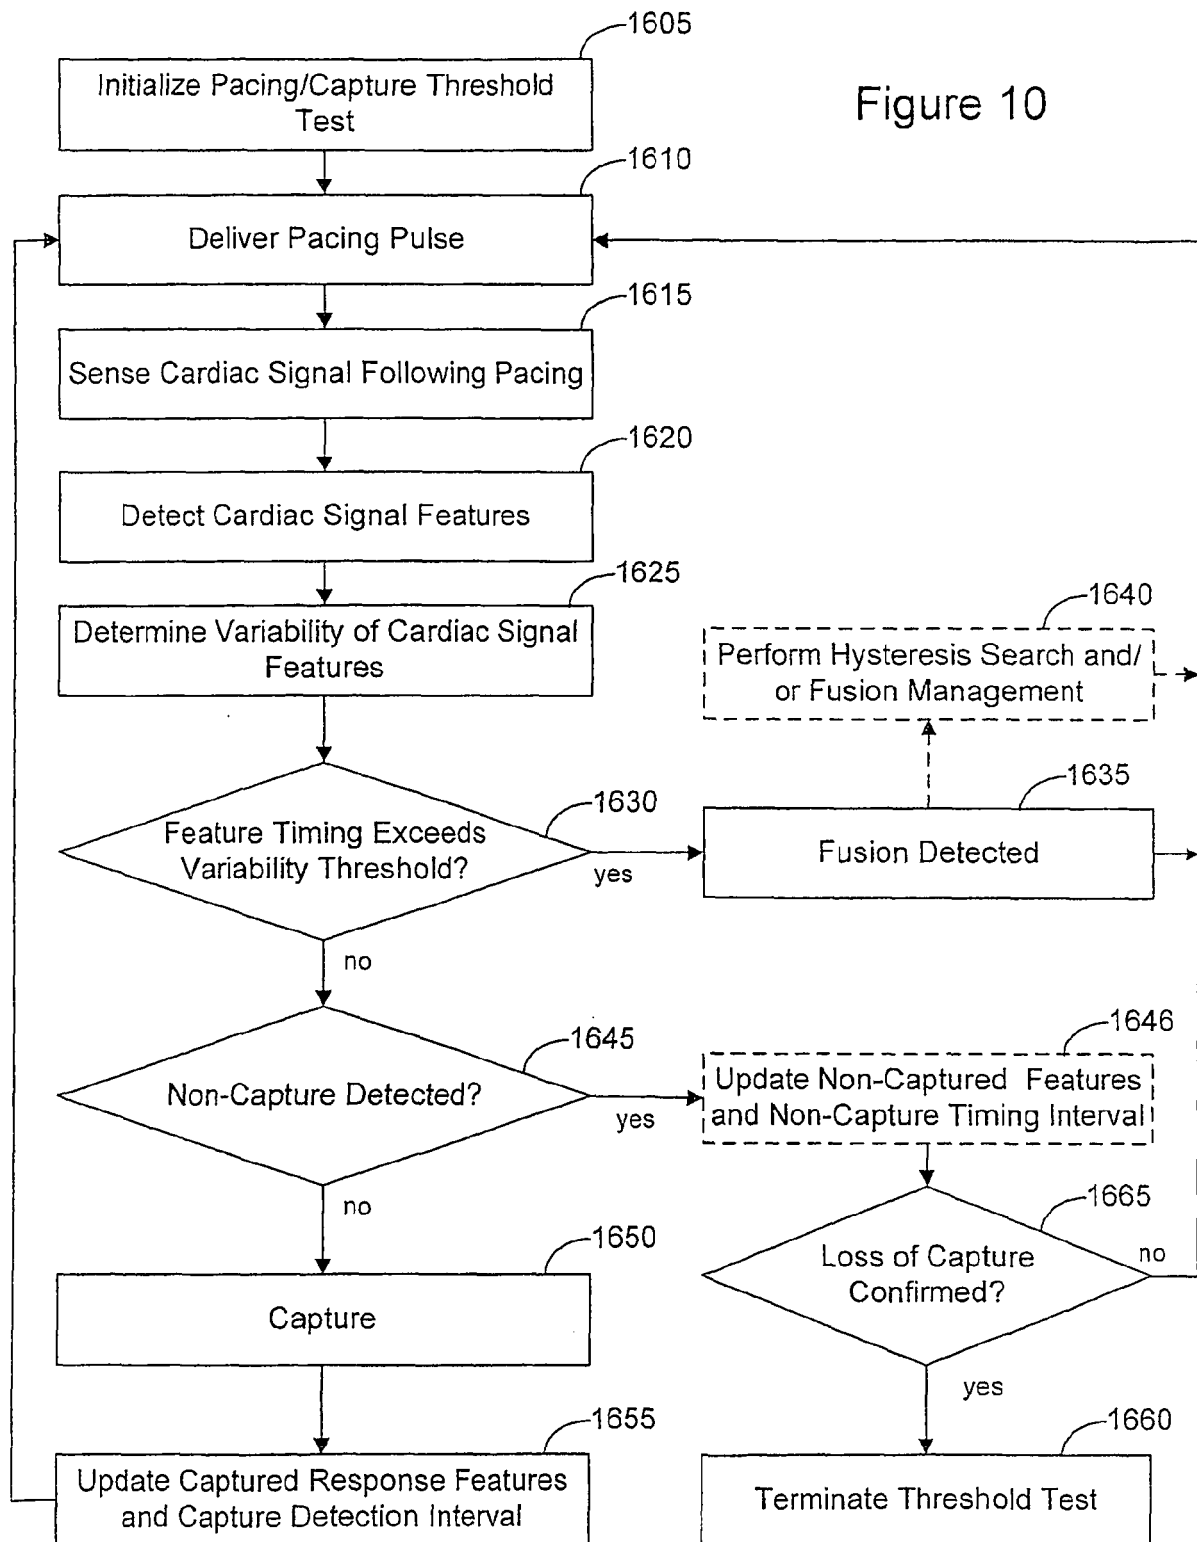 1605
Initialize Pacing/Capture Threshold
Test
Figure 10
1610
Deliver Pacing Pulse
1615
Sense Cardiac Signal Following Pacing
1620
Detect Cardiac Signal Features
1625
Determine Variability of Cardiac Signal
Features
1640
Perform Hysteresis Search and/
or Fusion Management
1630
Feature Timing Exceeds
Variability Threshold?
yes
1635
Fusion Detected
no
1645
Non-Capture Detected?
yes
1646
Update Non-Captured Features
and Non-Capture Timing Interval
no
1665
Loss of Capture
Confirmed?
no
1650
Capture
yes
1655
Update Captured Response Features
and Capture Detection Interval
1660
Terminate Threshold Test